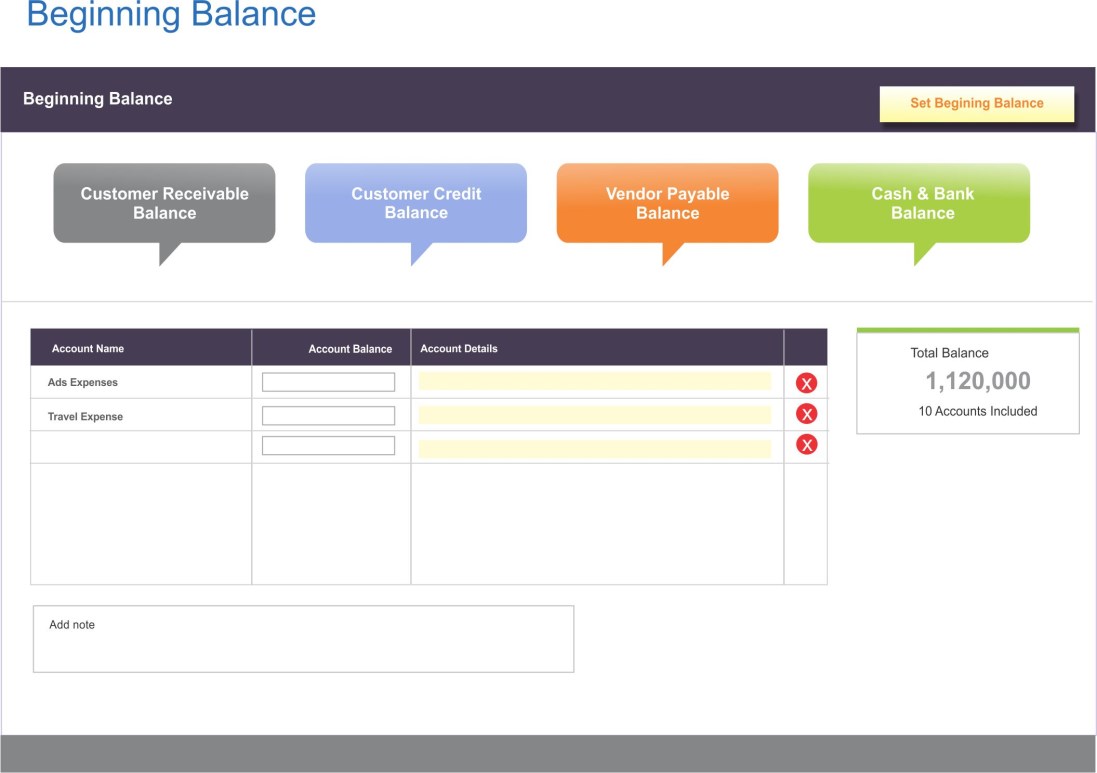 Beginning Balance
Beginning Balance
Set Begining Balance
Customer Receivable
Balance
Customer Credit
Balance
Vendor Payable
Balance
Cash & Bank
Balance
Account Name
Account Balance
Account Details
Ads Expenses
X
Travel Expense
X
X
Total Balance
1,120,000
10 Accounts Included
Add note